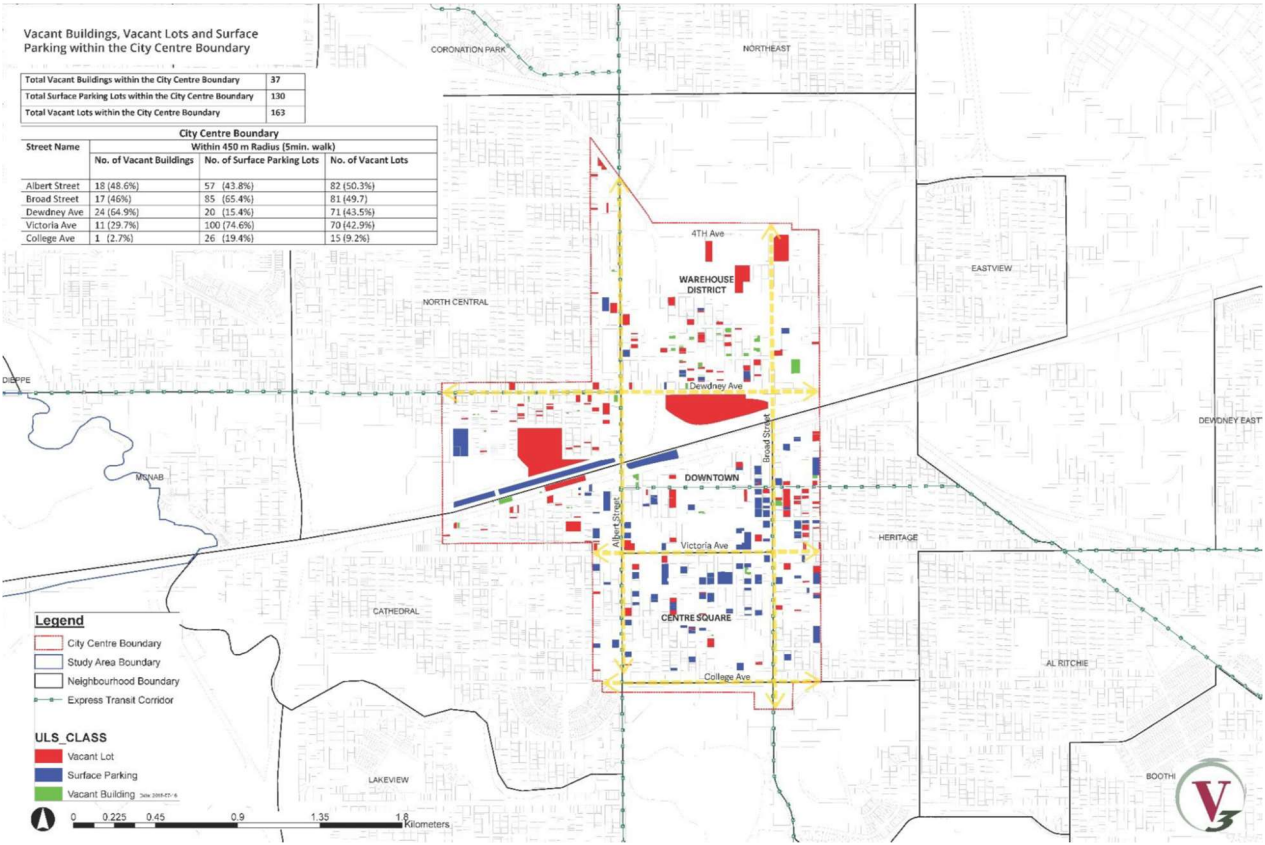 Vacant Buildings, Vacant Lots and Surface
Parking within the City Centre Boundary
Total Vacant Buildings within the City Centre Boundary 37
Total Surface Parking Lots within the City Centre Boundary 130
Total Vacant Lots within the City Centre Boundary 163
City Centre Boundary
Street Name Within 450 m Radius (5min. walk)
No. of Vacant Buildings No. of Surface Parking Lots No. of Vacant Lots
Albert Street 18 (48.6%) 57 (43.8%) 82 (50.3%)
Broad Street 17 (46%) 85 (65.4%) 81 (49.7)
Dewdney Ave 24 (64.9%) 20 (15.4%) 71 (43.5%)
Victoria Ave 11 (29.7%) 100 (74.6%) 70 (42.9%)
College Ave 1 (2.7%) 26 (19.4%) 15 (9.2%)
CORONATION PARK
NORTHEAST
4TH Ave
WAREHOUSE
DISTRICT
EASTVIEW
NORTH CENTRAL
DIEPPE
Dewdney Ave
DEWDNEY EAST
Broad Street
MCNAB
DOWNTOWN
Albert Street
Victoria Ave
HERITAGE
CATHEDRAL
CENTRE SQUARE
AL RITCHIE
College Ave
LAKEVIEW
BOOTHI
Legend
City Centre Boundary
Study Area Boundary
Neighbourhood Boundary
Express Transit Corridor
ULS_CLASS
Vacant Lot
Surface Parking
Vacant Building
0 0.225 0.45 0.9 1.35 1.8
Kilometers
V3